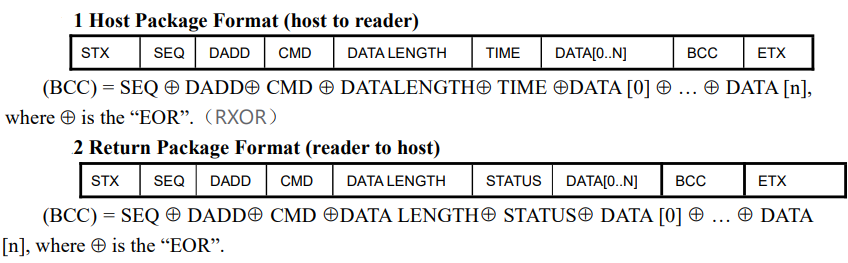 1 Host Package Format (host to reader)
STX SEQ DADD CMD DATA LENGTH TIME DATA[0..N] BCC ETX
(BCC) = SEQ ⊕ DADD⊕ CMD ⊕ DATALENGTH⊕ TIME ⊕DATA [0] ⊕ … ⊕ DATA [n],
where ⊕ is the “EOR”.（RXOR）
2 Return Package Format (reader to host)
STX SEQ DADD CMD DATA LENGTH STATUS DATA[0..N] BCC ETX
(BCC) = SEQ ⊕ DADD⊕ CMD ⊕DATA LENGTH⊕ STATUS⊕ DATA [0] ⊕ … ⊕ DATA
[n], where ⊕ is the “EOR”.